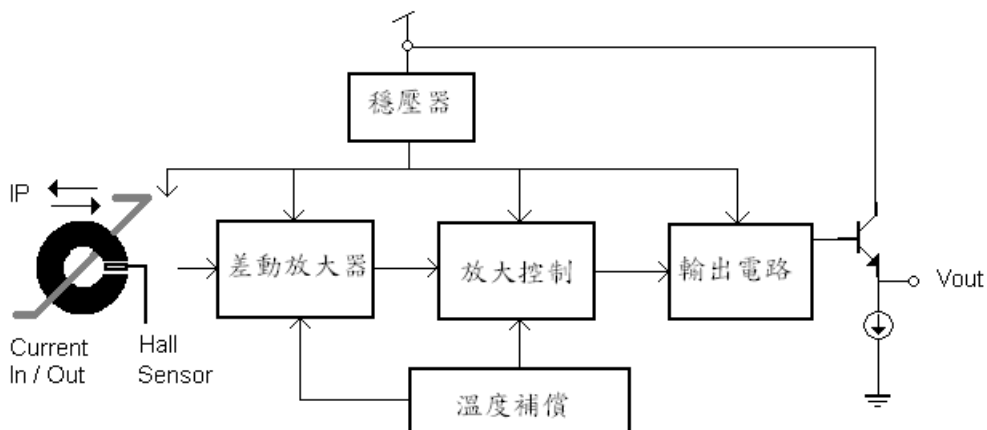 穩壓器
IP
差動放大器
放大控制
輸出電路
Vout
Current
In / Out
Hall
Sensor
溫度補償